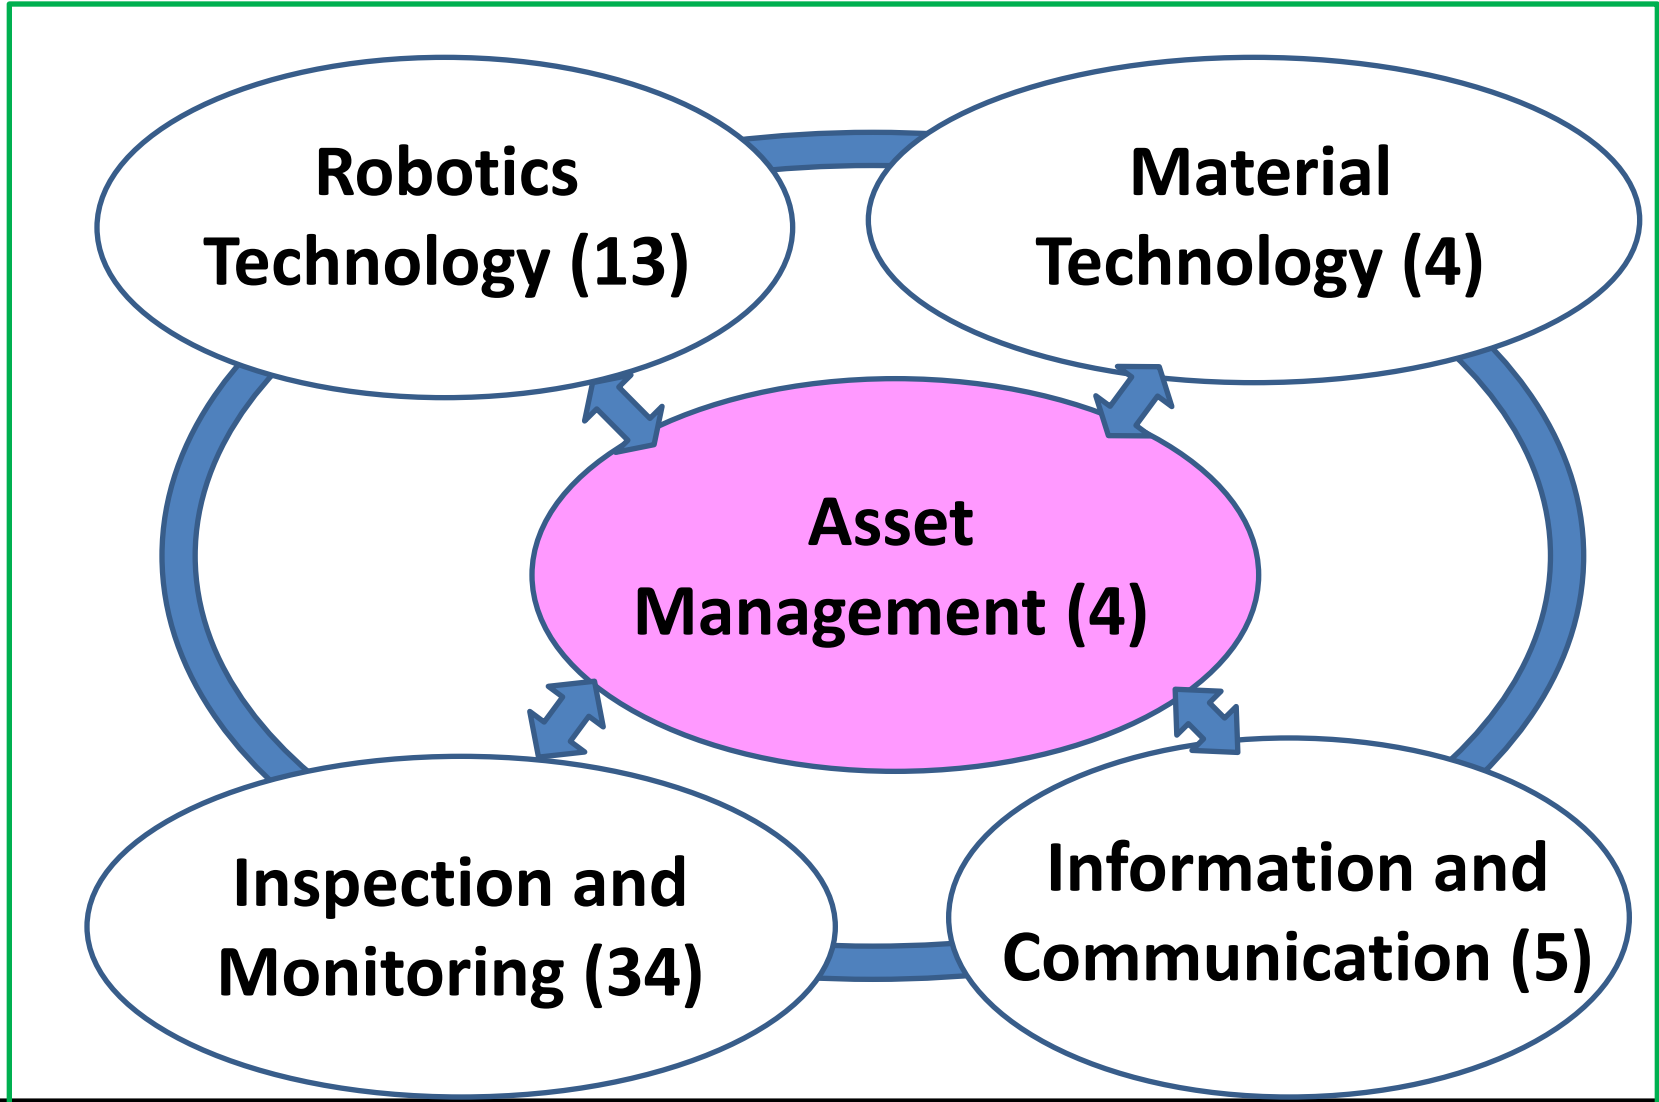 Robotics
Technology (13)
Material
Technology (4)
Asset
Management (4)
Inspection and
Monitoring (34)
Information and
Communication (5)